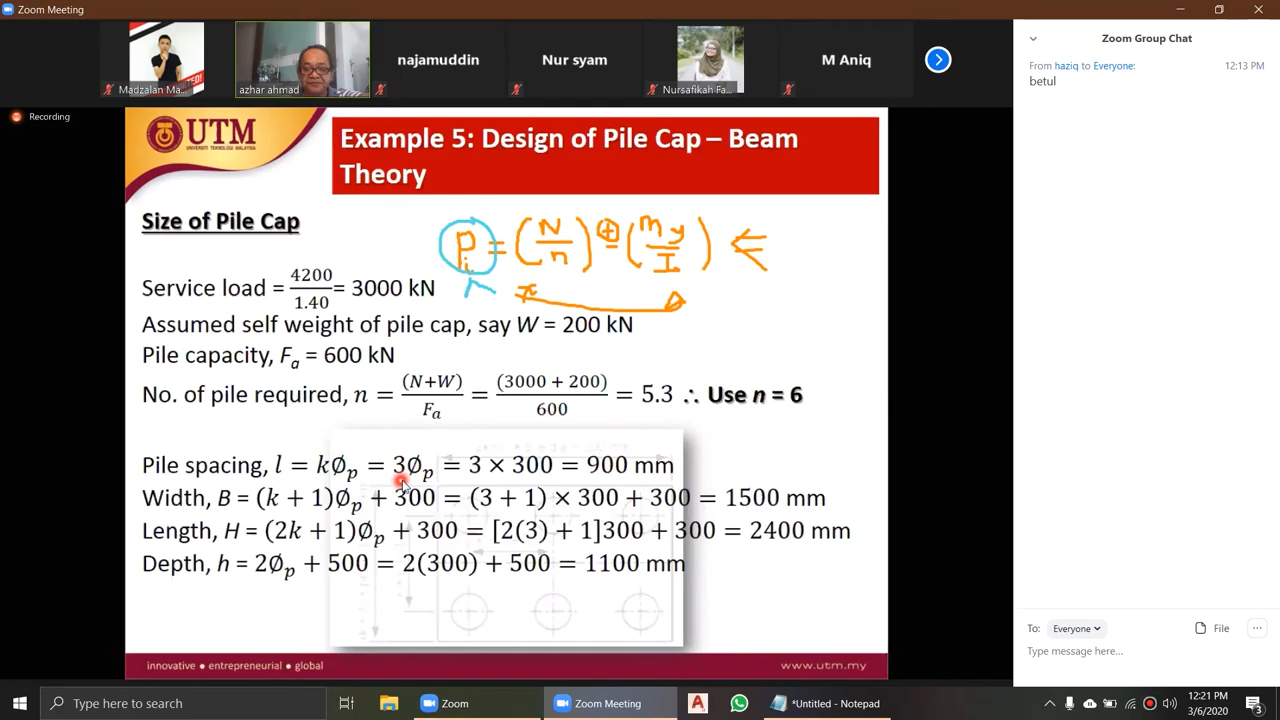 Zoom Meeting
Madzalan Ma...
azhar ahmad
najamuddin
Nur syam
Nursafikah Fa...
M Aniq
Recording
UTM
UNIVERSITI TEKNOLOGI MALAYSIA
Example 5: Design of Pile Cap – Beam
Theory
Size of Pile Cap
Pi = (N/n) ⊕ (My/I)
Service load = 4200/1.40 = 3000 kN
Assumed self weight of pile cap, say W = 200 kN
Pile capacity, Fa = 600 kN
No. of pile required, n = (N+W)/Fa = (3000 + 200)/600 = 5.3 ∴ Use n = 6
Pile spacing, l = kØp = 3Øp = 3 × 300 = 900 mm
Width, B = (k + 1)Øp + 300 = (3 + 1) × 300 + 300 = 1500 mm
Length, H = (2k + 1)Øp + 300 = [2(3) + 1]300 + 300 = 2400 mm
Depth, h = 2Øp + 500 = 2(300) + 500 = 1100 mm
innovative ● entrepreneurial ● global
www.utm.my
Zoom Group Chat
From haziq to Everyone:
12:13 PM
betul
To: Everyone
File
Type message here...
Type here to search
Zoom
Zoom Meeting
*Untitled - Notepad
12:21 PM
3/6/2020
3